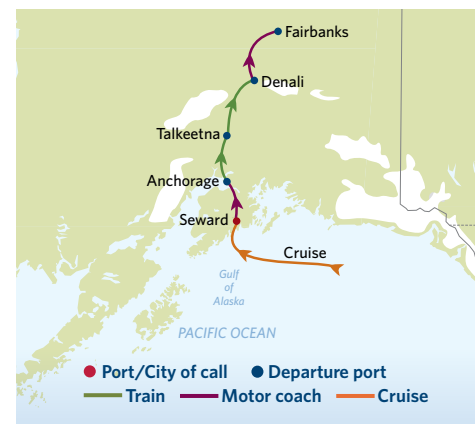 Fairbanks
Denali
Talkeetna
Anchorage
Seward
Cruise
Gulf
of
Alaska
PACIFIC OCEAN
Port/City of call Departure port
Train Motor coach Cruise